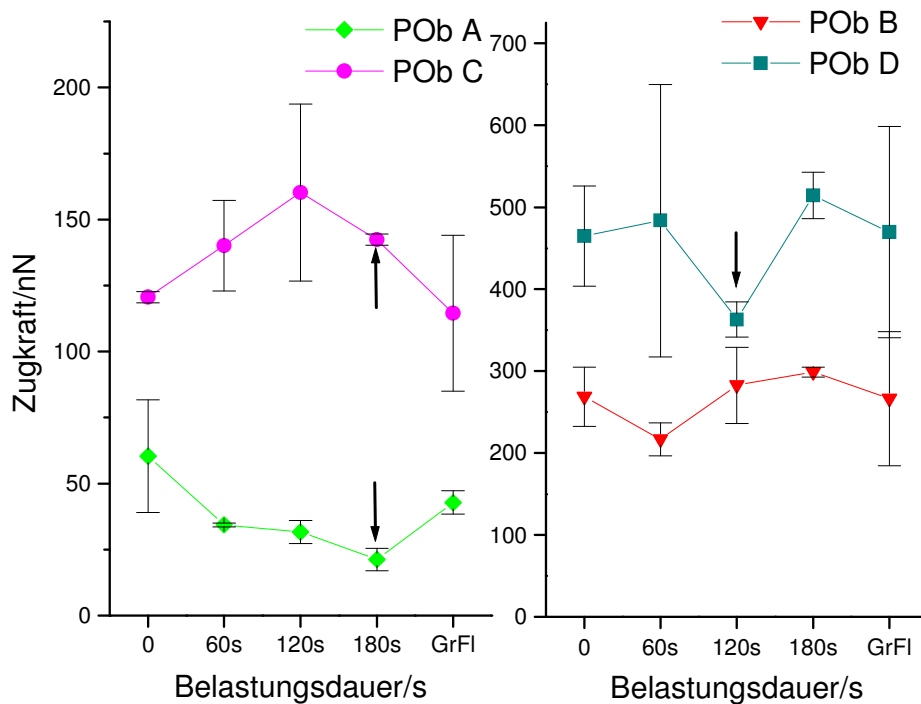 POb A
POb C
Zugkraft/nN
200
150
100
50
0
0 60s 120s 180s GrFl
Belastungsdauer/s
POb B
POb D
700
600
500
400
300
200
100
0
0 60s 120s 180s GrFl
Belastungsdauer/s